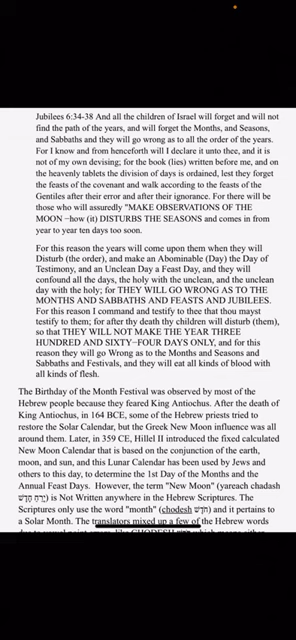 Jubilees 6:34-38 And all the children of Israel will forget and will not
find the path of the years, and will forget the Months, and Seasons,
and Sabbaths and they will go wrong as to all the order of the years.
For I know and from henceforth will I declare it unto thee, and it is
not of my own devising; for the book (lies) written before me, and on
the heavenly tablets the division of days is ordained, lest they forget
the feasts of the covenant and walk according to the feasts of the
Gentiles after their error and after their ignorance. For there will be
those who will assuredly "MAKE OBSERVATIONS OF THE
MOON –how (it) DISTURBS THE SEASONS and comes in from
year to year ten days too soon.
For this reason the years will come upon them when they will
Disturb (the order), and make an Abominable (Day) the Day of
Testimony, and an Unclean Day a Feast Day, and they will
confound all the days, the holy with the unclean, and the unclean
day with the holy; for THEY WILL GO WRONG AS TO THE
MONTHS AND SABBATHS AND FEASTS AND JUBILEES.
For this reason I command and testify to thee that thou mayst
testify to them; for after thy death thy children will disturb (them),
so that THEY WILL NOT MAKE THE YEAR THREE
HUNDRED AND SIXTY–FOUR DAYS ONLY, and for this
reason they will go Wrong as to the Months and Seasons and
Sabbaths and Festivals, and they will eat all kinds of blood with
all kinds of flesh.
The Birthday of the Month Festival was observed by most of the
Hebrew people because they feared King Antiochus. After the death of
King Antiochus, in 164 BCE, some of the Hebrew priests tried to
restore the Solar Calendar, but the Greek New Moon influence was all
around them. Later, in 359 CE, Hillel II introduced the fixed calculated
New Moon Calendar that is based on the conjunction of the earth,
moon, and sun, and this Lunar Calendar has been used by Jews and
others to this day, to determine the 1st Day of the Months and the
Annual Feast Days. However, the term "New Moon" (yareach chadash
יָרֵחַ חָדָשׁ) is Not Written anywhere in the Hebrew Scriptures. The
Scriptures only use the word "month" (chodesh חֹדֶשׁ) and it pertains to
a Solar Month. The translators mixed up a few of the Hebrew words